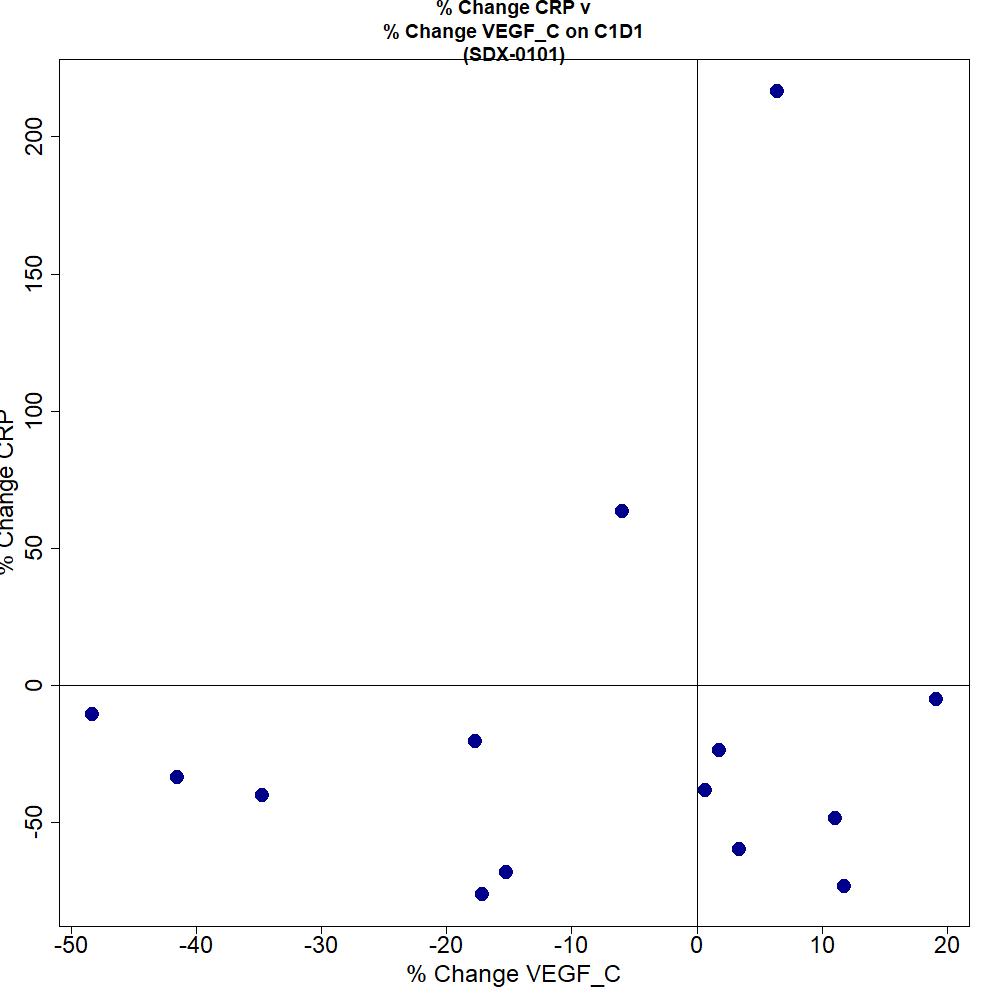 % Change CRP v
% Change VEGF_C on C1D1
(SDX-0101)
% Change CRP
200
150
100
50
0
-50
-50 -40 -30 -20 -10 0 10 20
% Change VEGF_C